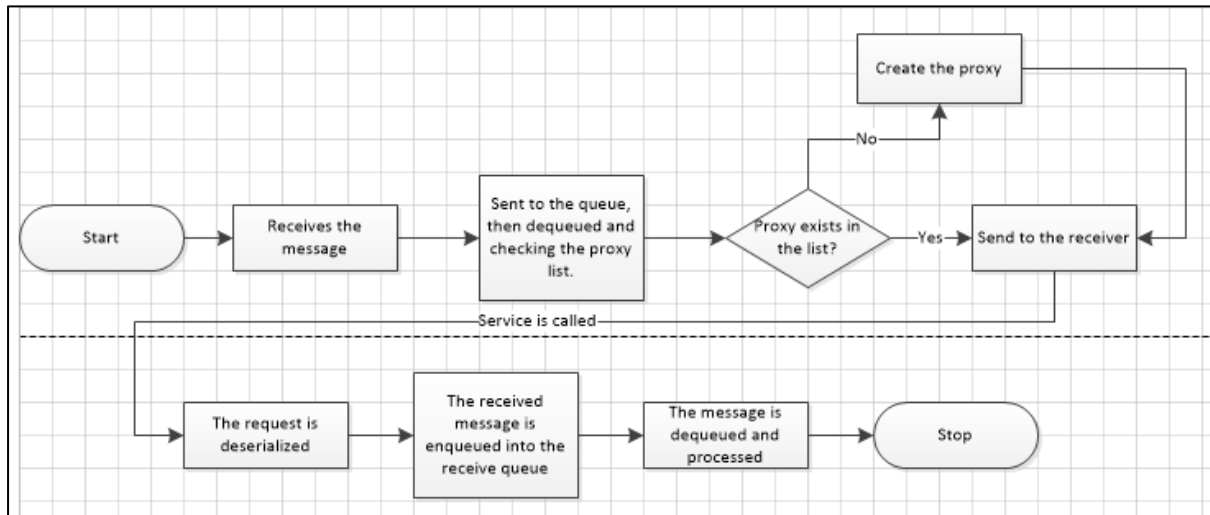 Create the proxy
No
Start
Receives the
message
Sent to the queue,
then dequeued and
checking the proxy
list.
Proxy exists in
the list?
Yes
Send to the receiver
Service is called
The request is
deserialized
The received
message is
enqueued into the
receive queue
The message is
dequeued and
processed
Stop